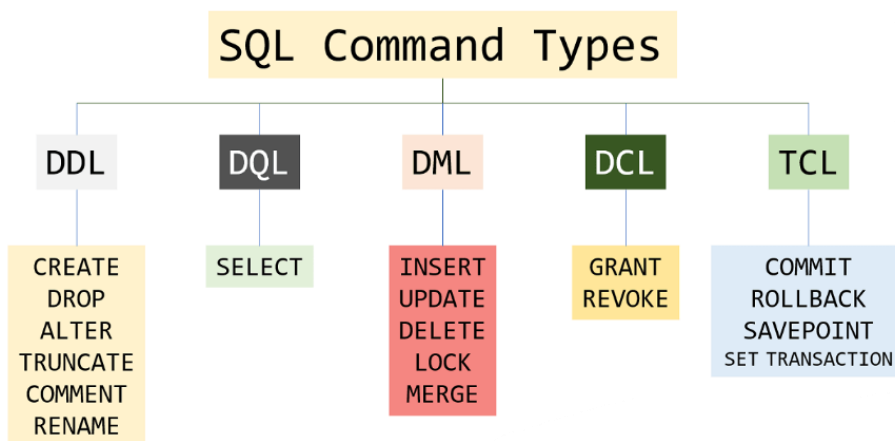 SQL Command Types
DDL
DQL
DML
DCL
TCL
CREATE
DROP
ALTER
TRUNCATE
COMMENT
RENAME
SELECT
INSERT
UPDATE
DELETE
LOCK
MERGE
GRANT
REVOKE
COMMIT
ROLLBACK
SAVEPOINT
SET TRANSACTION